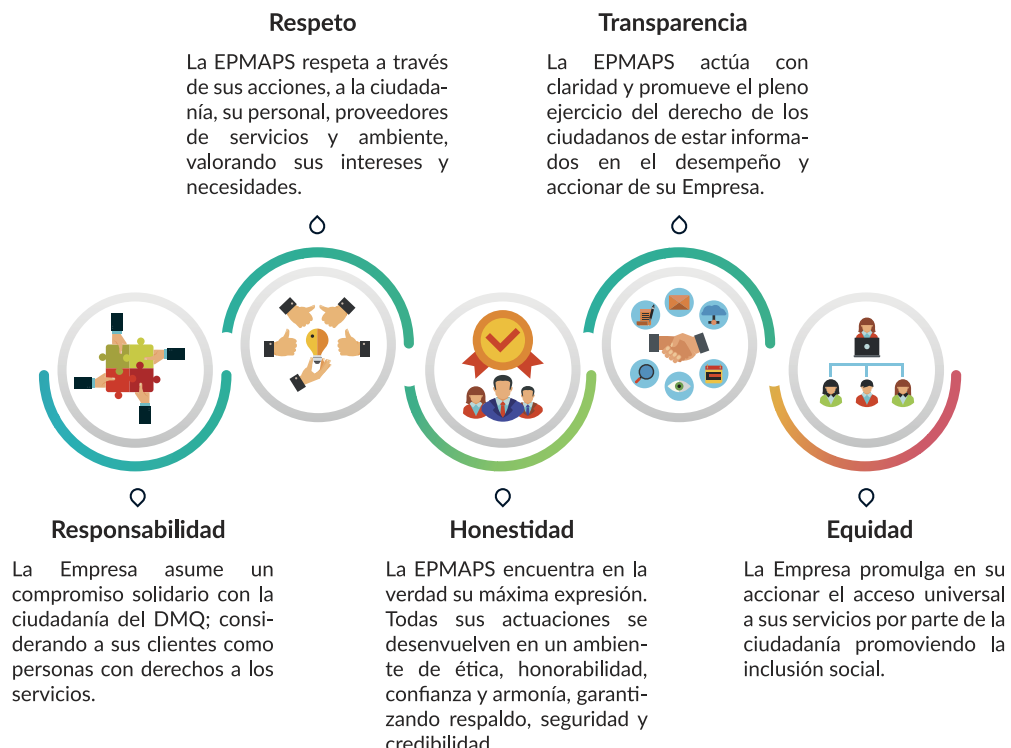 Respeto
La EPMAPS respeta a través
de sus acciones, a la ciudada-
nía, su personal, proveedores
de servicios y ambiente,
valorando sus intereses y
necesidades.
Transparencia
La EPMAPS actúa con
claridad y promueve el pleno
ejercicio del derecho de los
ciudadanos de estar informa-
dos en el desempeño y
accionar de su Empresa.
Responsabilidad
La Empresa asume un
compromiso solidario con la
ciudadanía del DMQ; consi-
derando a sus clientes como
personas con derechos a los
servicios.
Honestidad
La EPMAPS encuentra en la
verdad su máxima expresión.
Todas sus actuaciones se
desenvuelven en un ambien-
te de ética, honorabilidad,
confianza y armonía, garanti-
zando respaldo, seguridad y
credibilidad
Equidad
La Empresa promulga en su
accionar el acceso universal
a sus servicios por parte de la
ciudadanía promoviendo la
inclusión social.